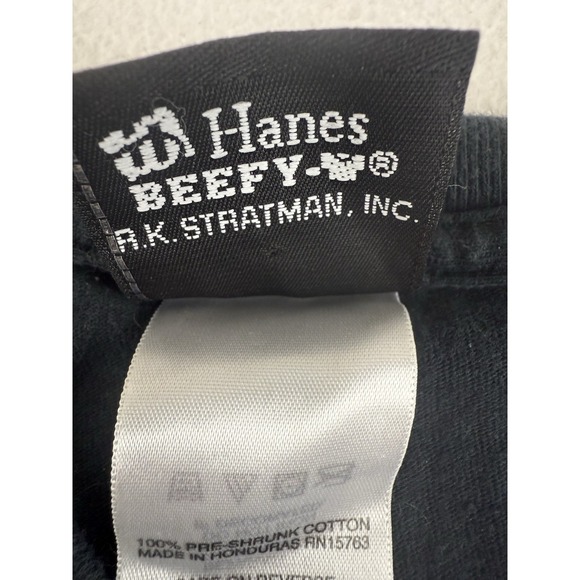 Hanes
BEEFY-®
R.K. STRATMAN, INC.
100% PRE-SHRUNK COTTON
MADE IN HONDURAS RN15763